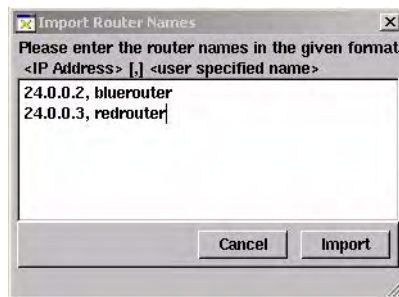 Import Router Names
Please enter the router names in the given format
<IP Address> [,] <user specified name>
24.0.0.2, bluerouter
24.0.0.3, redrouter
Cancel Import